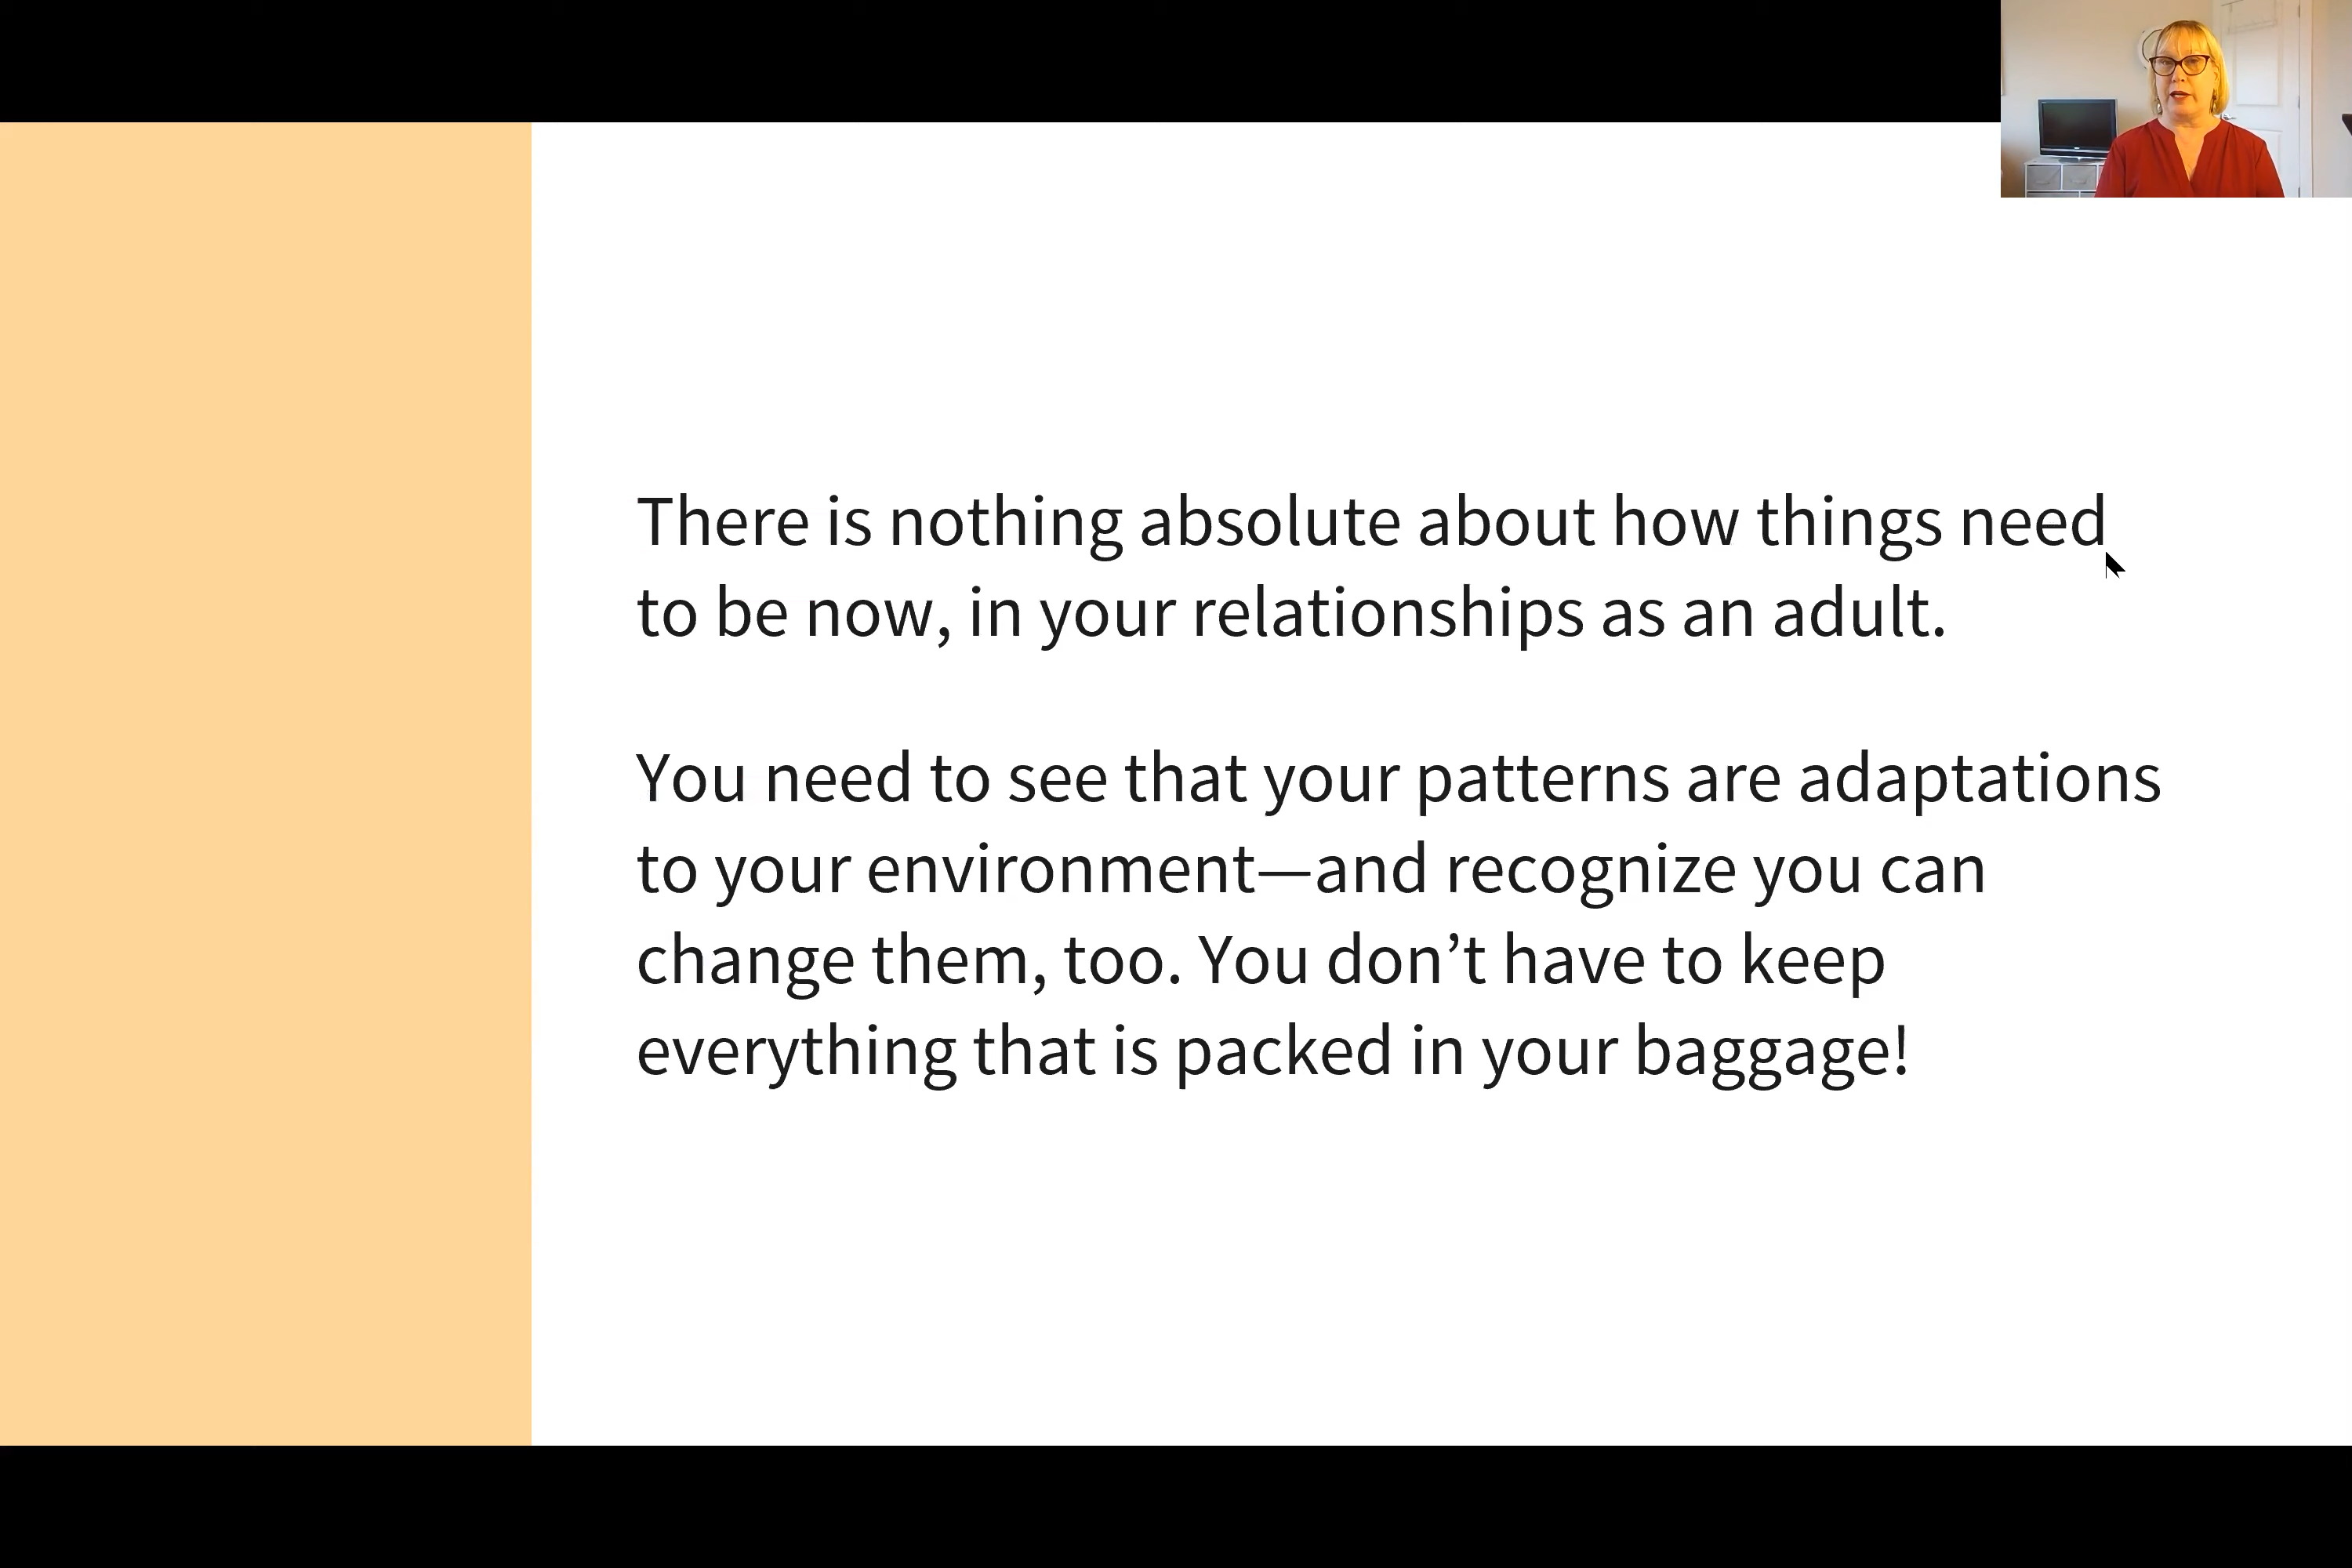 There is nothing absolute about how things need
to be now, in your relationships as an adult.
You need to see that your patterns are adaptations
to your environment—and recognize you can
change them, too. You don’t have to keep
everything that is packed in your baggage!